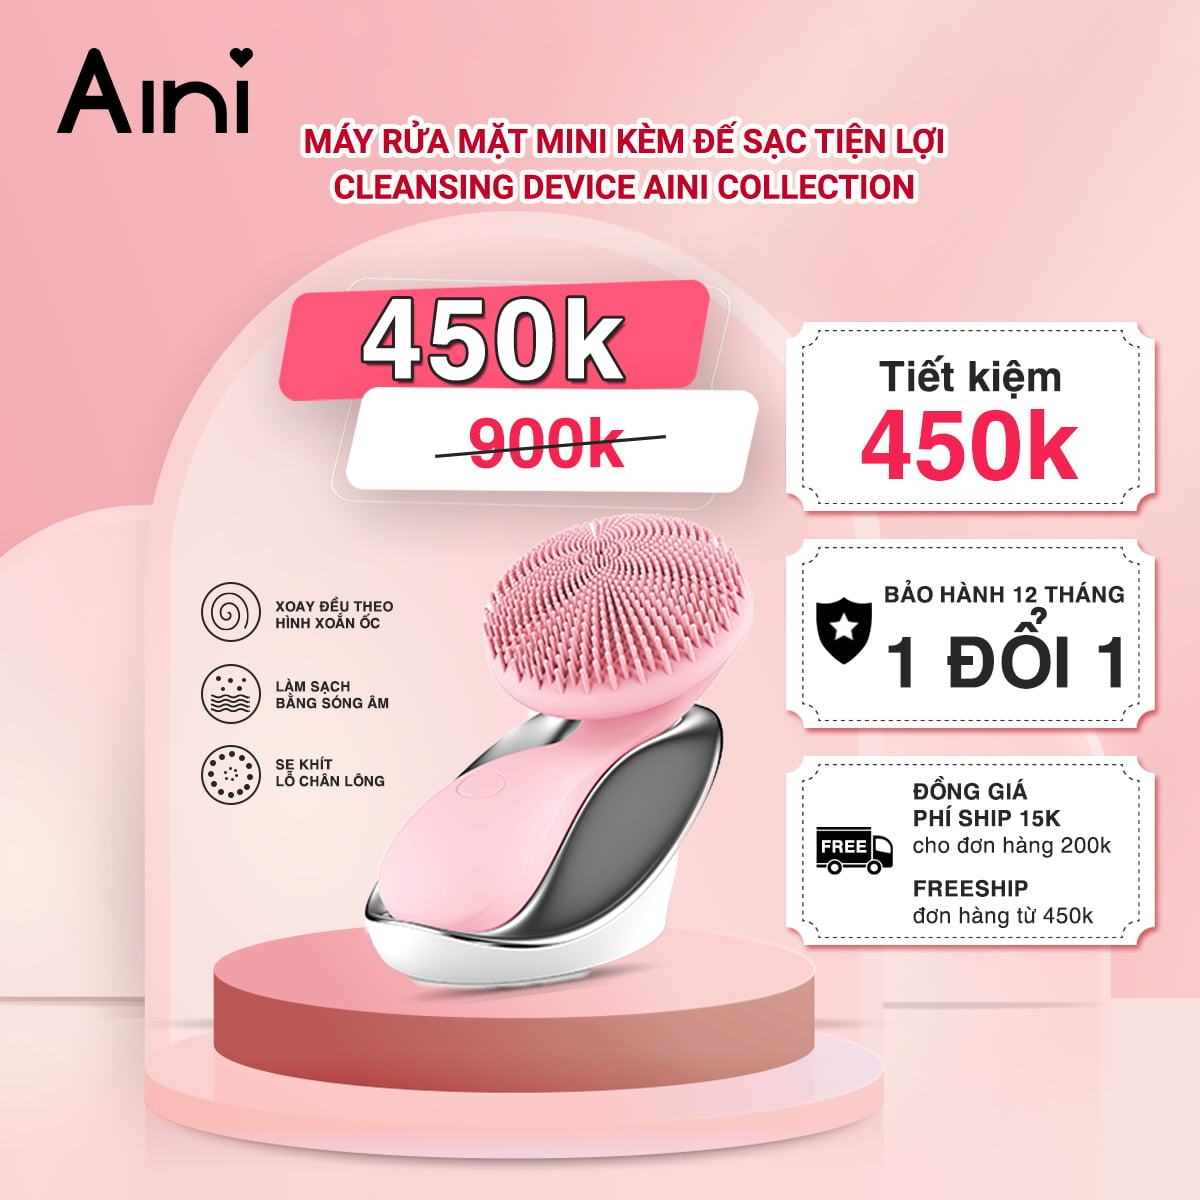 Aini
MÁY RỬA MẶT MINI KÈM ĐẾ SẠC TIỆN LỢI
CLEANSING DEVICE AINI COLLECTION
450k
900k
Tiết kiệm
450k
XOAY ĐỀU THEO
HÌNH XOẮN ỐC
LÀM SẠCH
BẰNG SÓNG ÂM
SE KHÍT
LỖ CHÂN LÔNG
BẢO HÀNH 12 THÁNG
1 ĐỔI 1
FREE
ĐỒNG GIÁ
PHÍ SHIP 15K
cho đơn hàng 200k
FREESHIP
đơn hàng từ 450k